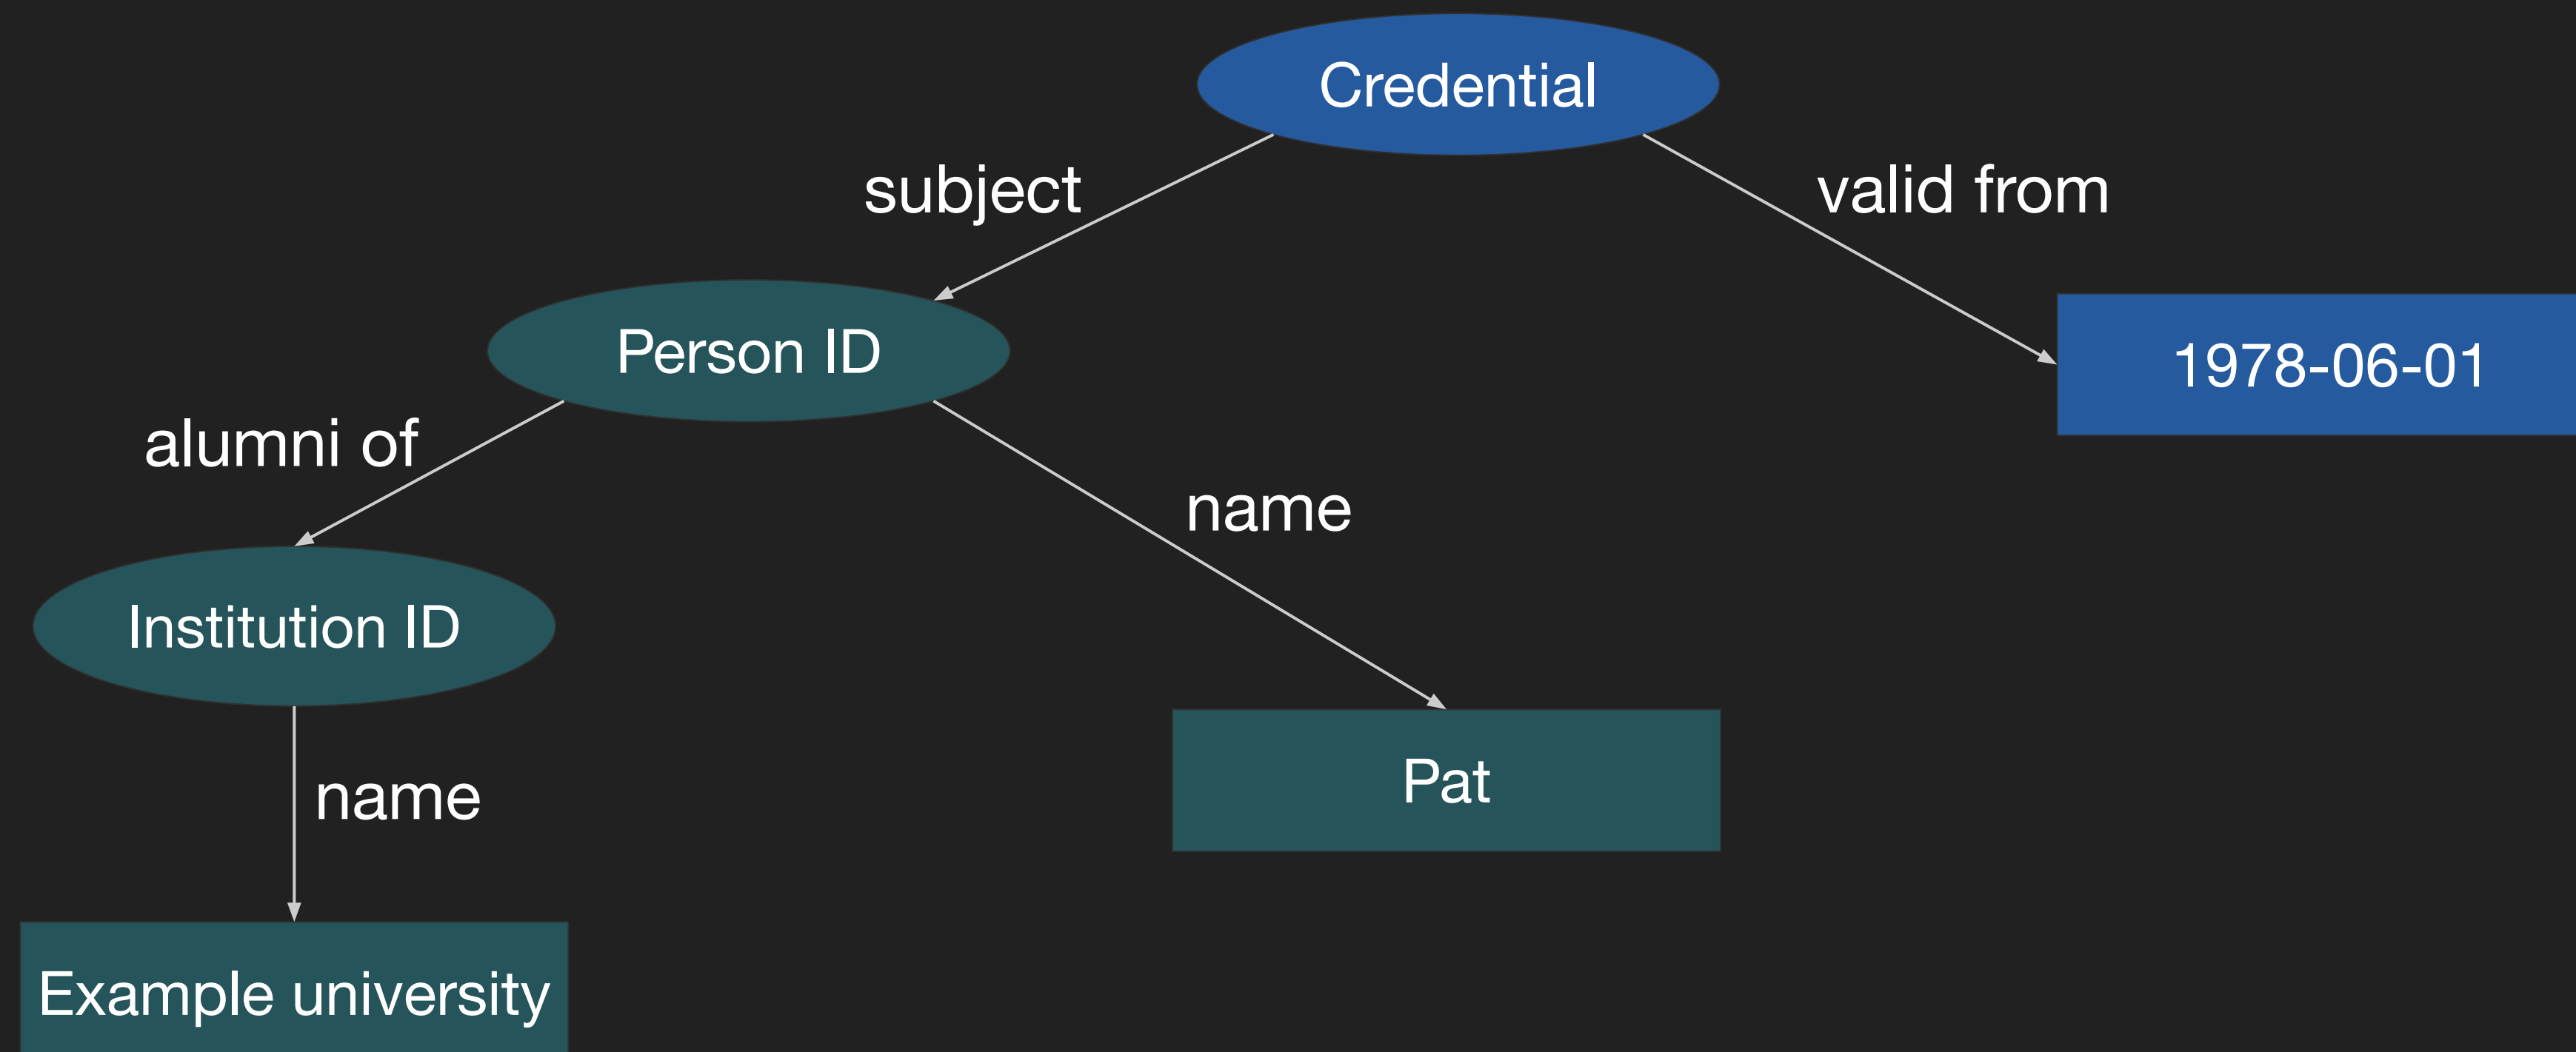 Credential
subject
valid from
Person ID
1978-06-01
alumni of
name
Institution ID
Pat
name
Example university